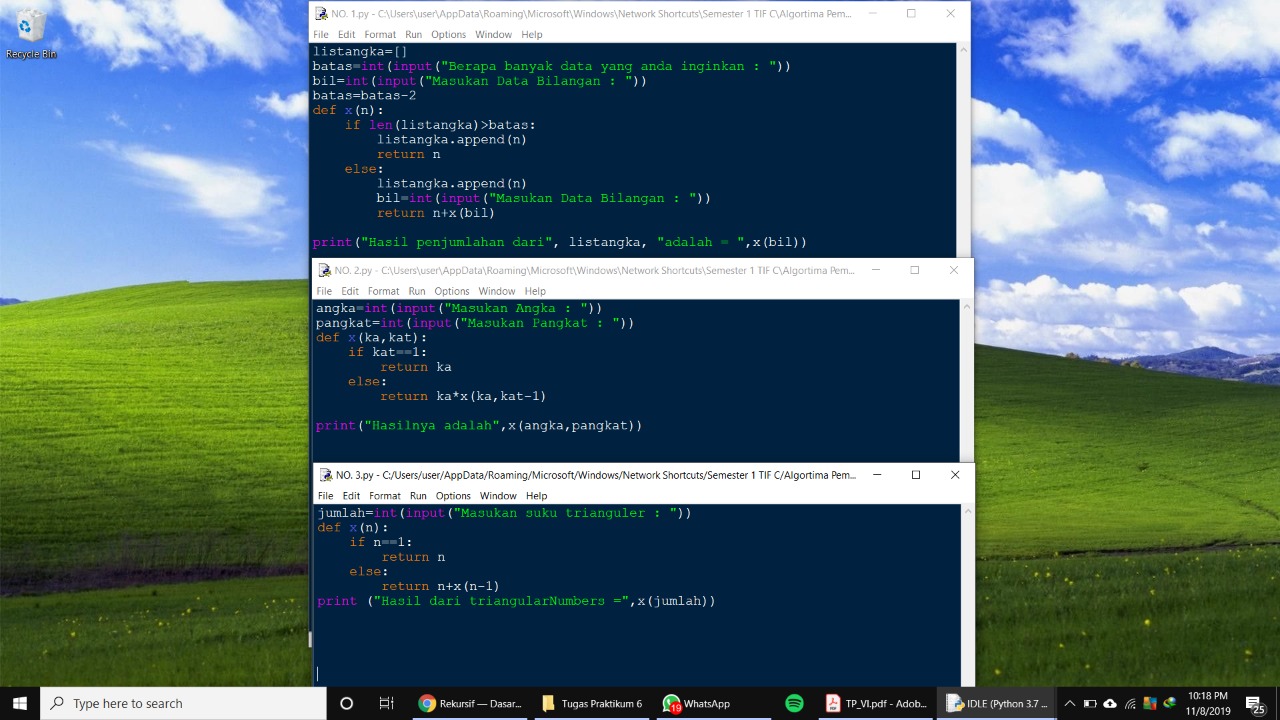 Recycle Bin
NO. 1.py - C:\Users\user\AppData\Roaming\Microsoft\Windows\Network Shortcuts\Semester 1 TIF C\Algortima Pem...
File Edit Format Run Options Window Help
listangka=[]
batas=int(input("Berapa banyak data yang anda inginkan : "))
bil=int(input("Masukan Data Bilangan : "))
batas=batas-2
def x(n):
    if len(listangka)>batas:
        listangka.append(n)
        return n
    else:
        listangka.append(n)
        bil=int(input("Masukan Data Bilangan : "))
        return n+x(bil)
print("Hasil penjumlahan dari", listangka, "adalah = ",x(bil))
NO. 2.py - C:\Users\user\AppData\Roaming\Microsoft\Windows\Network Shortcuts\Semester 1 TIF C\Algortima Pem...
File Edit Format Run Options Window Help
angka=int(input("Masukan Angka : "))
pangkat=int(input("Masukan Pangkat : "))
def x(ka,kat):
    if kat==1:
        return ka
    else:
        return ka*x(ka,kat-1)
print("Hasilnya adalah",x(angka,pangkat))
NO. 3.py - C:/Users/user/AppData/Roaming/Microsoft/Windows/Network Shortcuts/Semester 1 TIF C/Algortima Pem...
File Edit Format Run Options Window Help
jumlah=int(input("Masukan suku trianguler : "))
def x(n):
    if n==1:
        return n
    else:
        return n+x(n-1)
print ("Hasil dari triangularNumbers =",x(jumlah))
Type here to search
Rekursif — Dasar...
Tugas Praktikum 6
19 WhatsApp
TP_VI.pdf - Adob...
IDLE (Python 3.7 ...
10:18 PM
11/8/2019
25